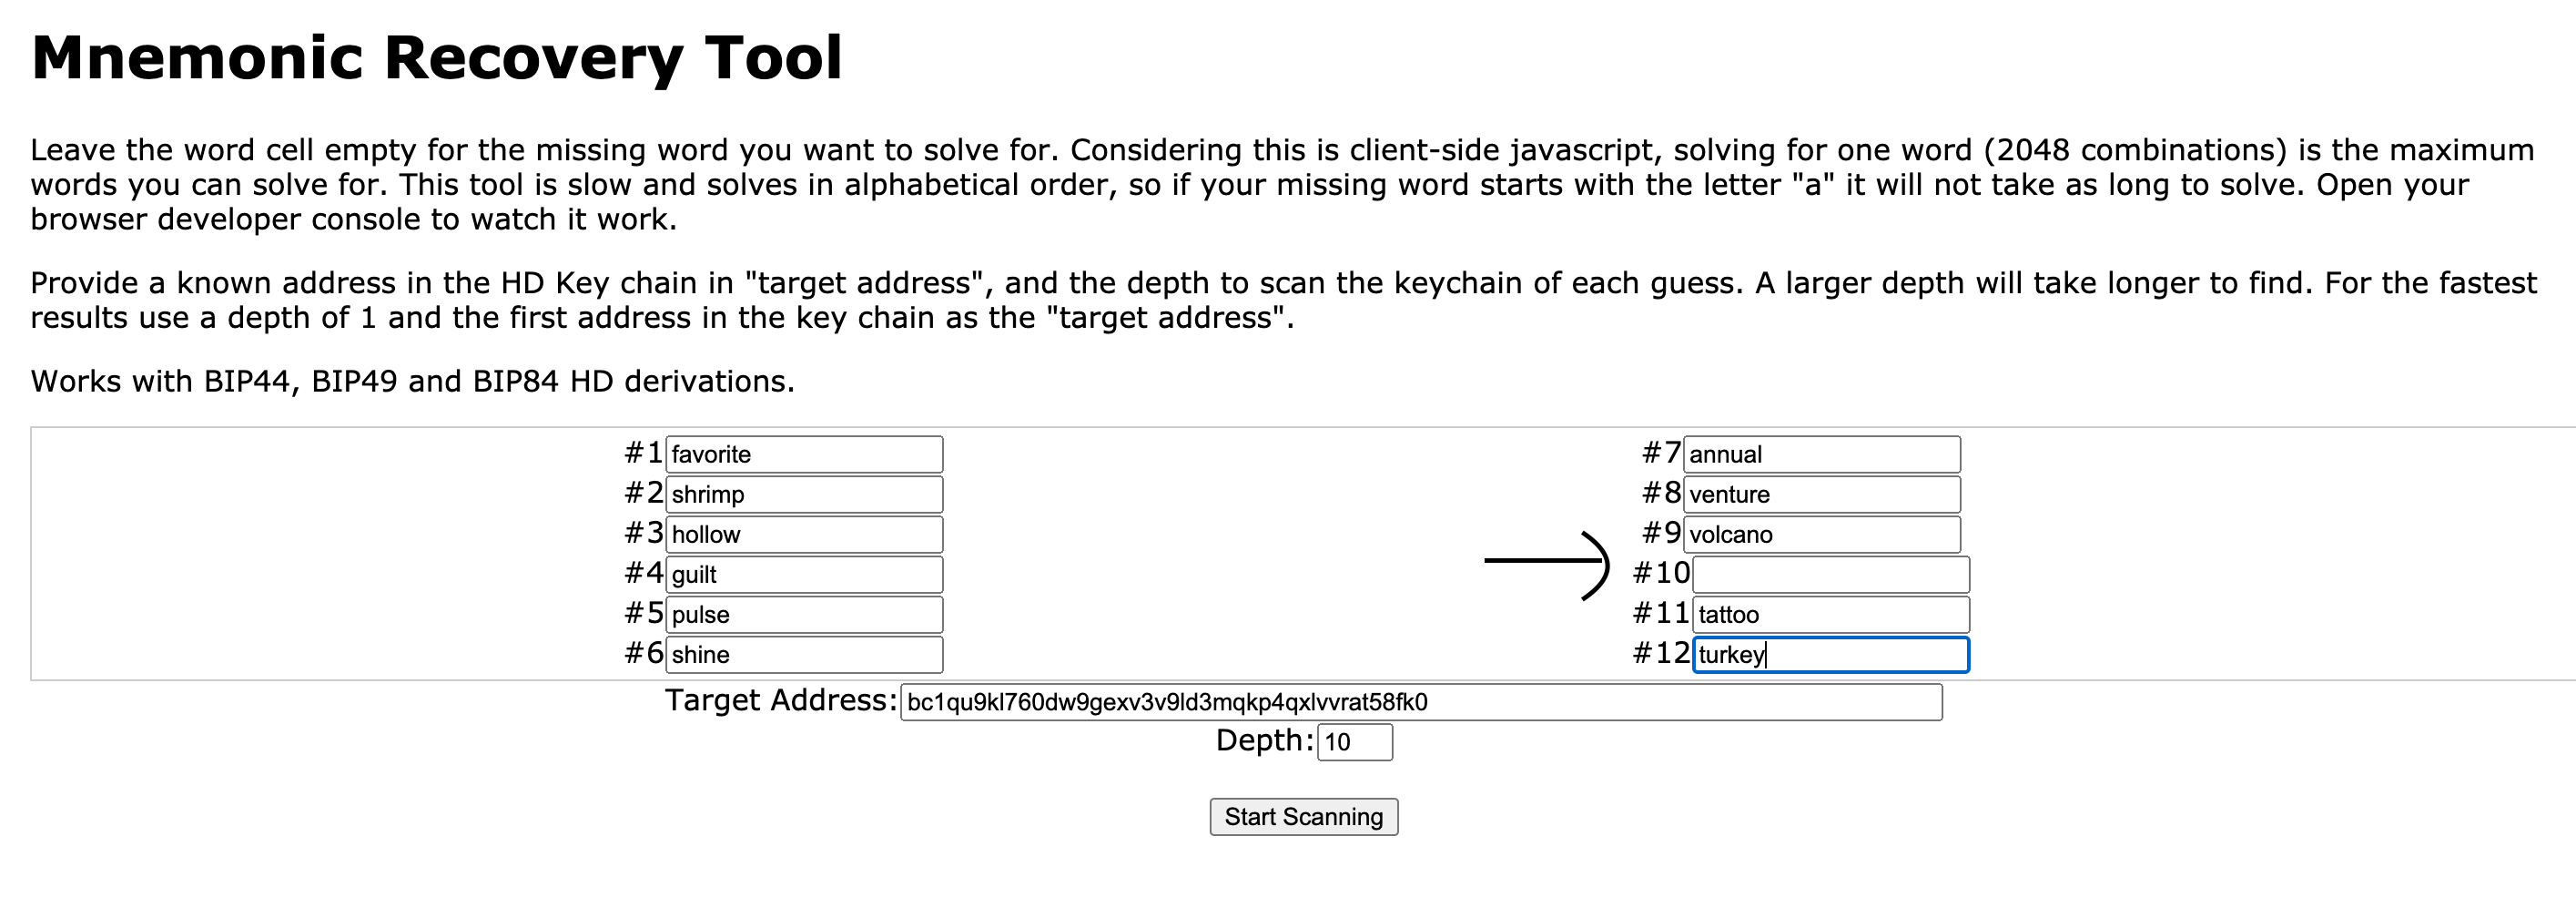 Mnemonic Recovery Tool
Leave the word cell empty for the missing word you want to solve for. Considering this is client-side javascript, solving for one word (2048 combinations) is the maximum
words you can solve for. This tool is slow and solves in alphabetical order, so if your missing word starts with the letter "a" it will not take as long to solve. Open your
browser developer console to watch it work.
Provide a known address in the HD Key chain in "target address", and the depth to scan the keychain of each guess. A larger depth will take longer to find. For the fastest
results use a depth of 1 and the first address in the key chain as the "target address".
Works with BIP44, BIP49 and BIP84 HD derivations.
#1 favorite
#2 shrimp
#3 hollow
#4 guilt
#5 pulse
#6 shine
#7 annual
#8 venture
#9 volcano
#10
#11 tattoo
#12 turkey
Target Address: bc1qu9kl760dw9gexv3v9ld3mqkp4qxlvvrat58fk0
Depth: 10
Start Scanning